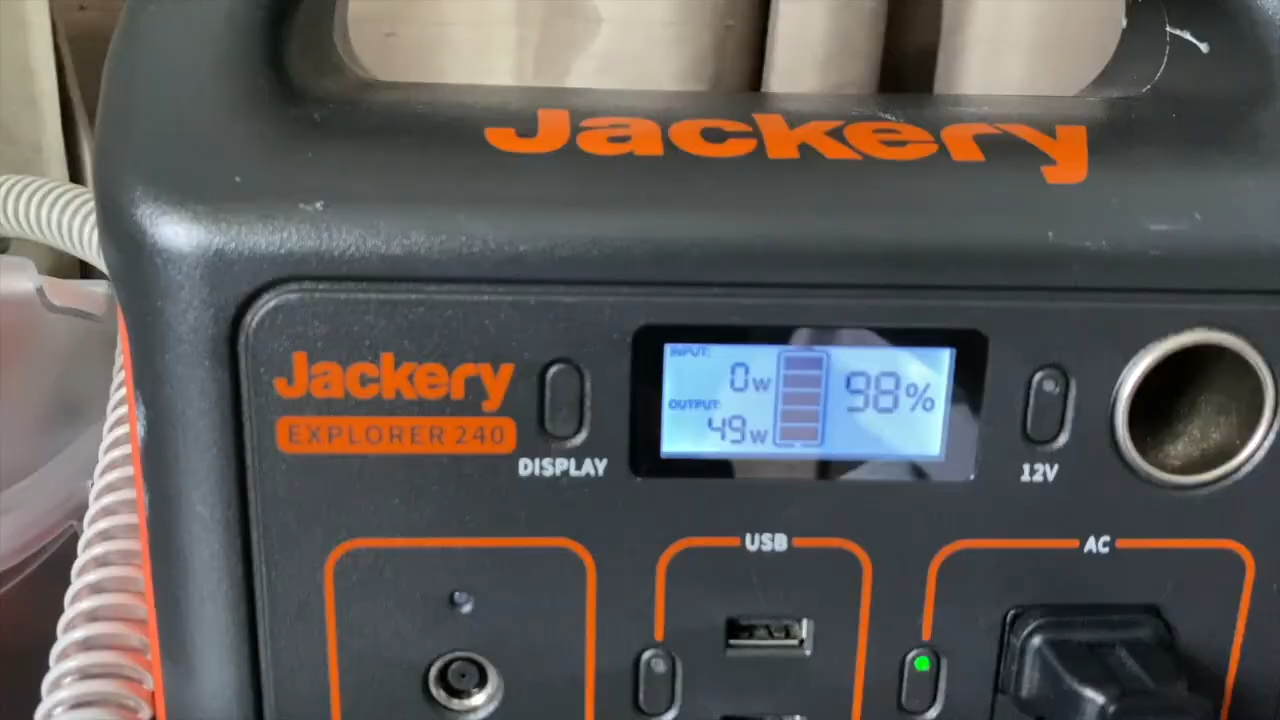 Jackery
Jackery
EXPLORER 240
DISPLAY
INPUT:
0w
OUTPUT:
49w
98%
12V
USB
AC